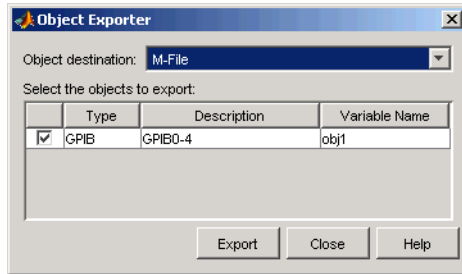 Object Exporter
Object destination: M-File
Select the objects to export:
Type Description Variable Name
GPIB GPIB0-4 obj1
Export Close Help